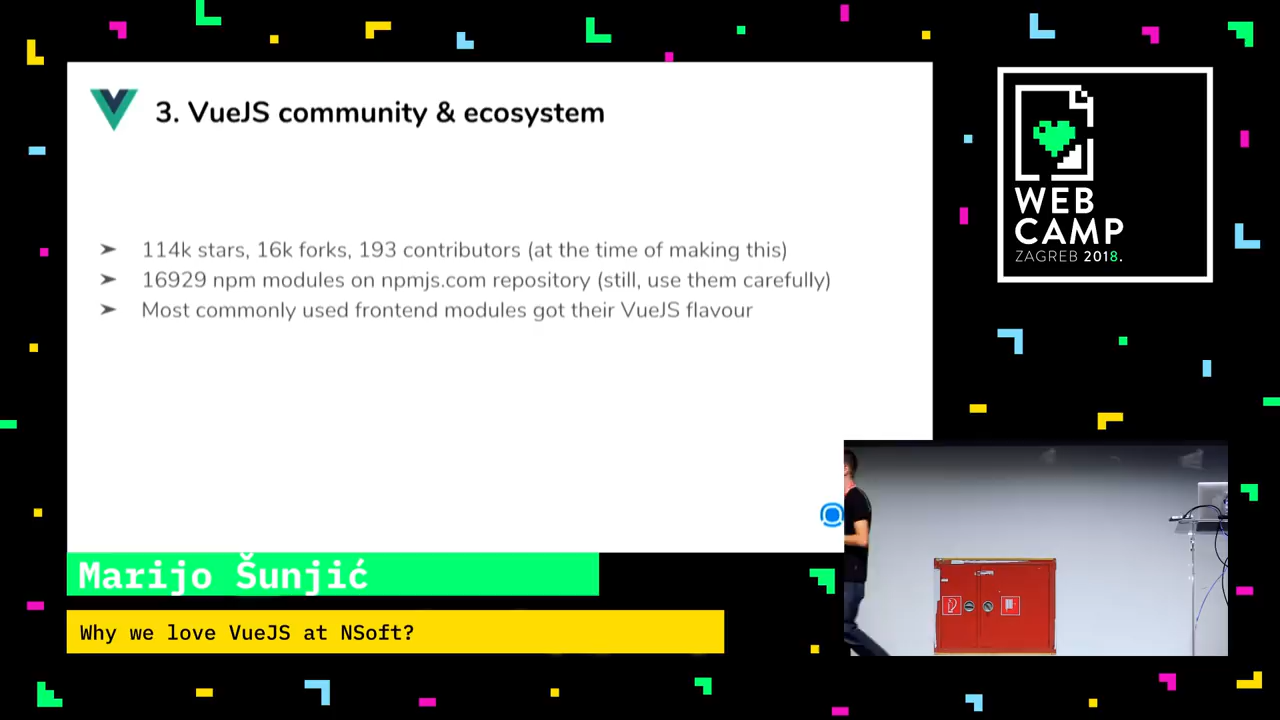 3. VueJS community & ecosystem
➤ 114k stars, 16k forks, 193 contributors (at the time of making this)
➤ 16929 npm modules on npmjs.com repository (still, use them carefully)
➤ Most commonly used frontend modules got their VueJS flavour
WEB
CAMP
ZAGREB 2018.
Marijo Šunjić
Why we love VueJS at NSoft?